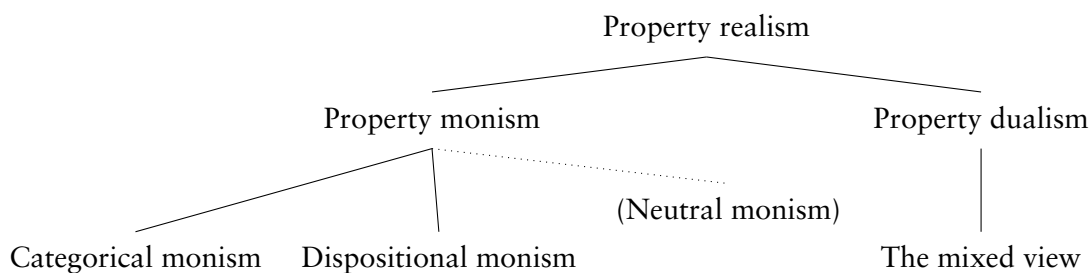 Property realism
Property monism
Property dualism
(Neutral monism)
Categorical monism
Dispositional monism
The mixed view